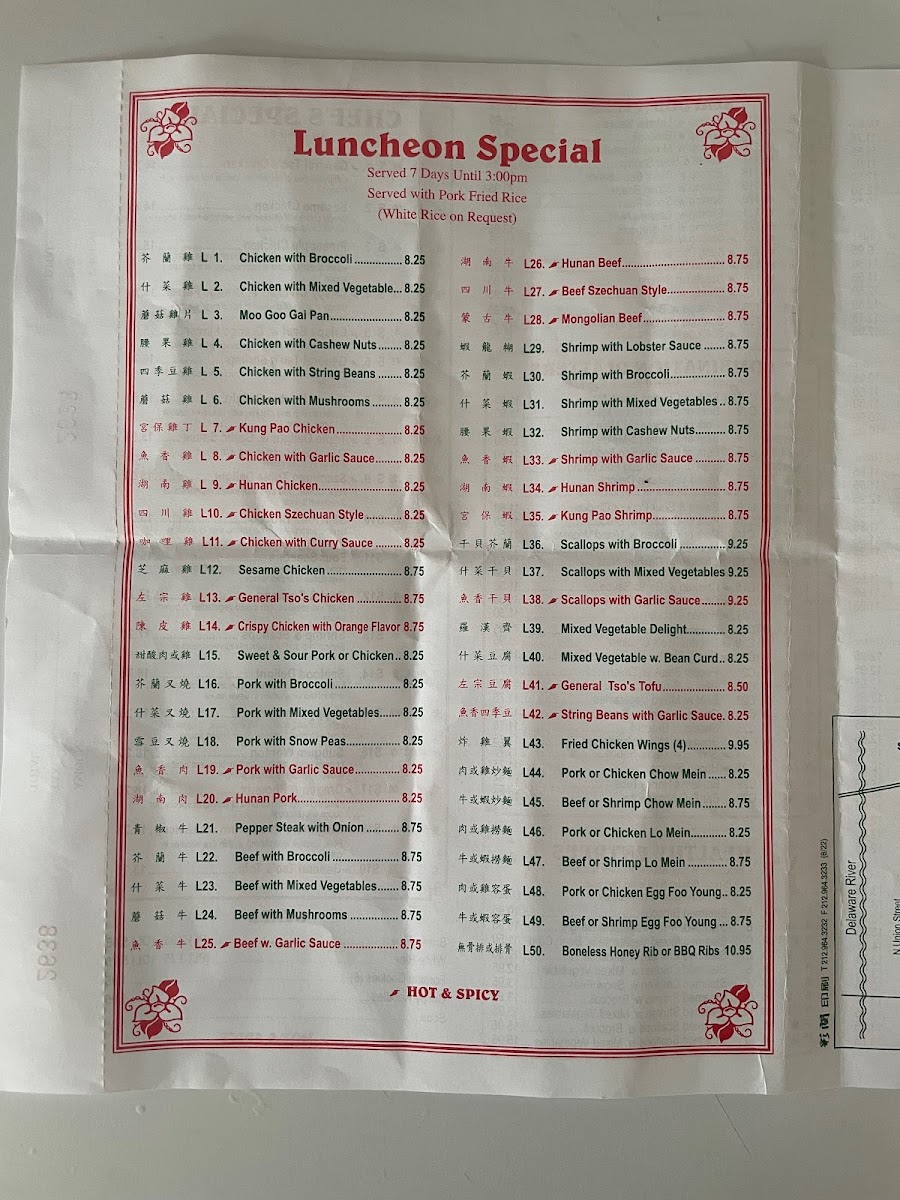 Luncheon Special
Served 7 Days Until 3:00pm
Served with Pork Fried Rice
(White Rice on Request)
芥蘭雞 L 1. Chicken with Broccoli 8.25
什菜雞 L 2. Chicken with Mixed Vegetable 8.25
蘑菇雞片 L 3. Moo Goo Gai Pan 8.25
腰果雞 L 4. Chicken with Cashew Nuts 8.25
四季豆雞 L 5. Chicken with String Beans 8.25
蘑菇雞 L 6. Chicken with Mushrooms 8.25
宮保雞丁 L 7. Kung Pao Chicken 8.25
魚香雞 L 8. Chicken with Garlic Sauce 8.25
湖南雞 L 9. Hunan Chicken 8.25
四川雞 L10. Chicken Szechuan Style 8.25
咖喱雞 L11. Chicken with Curry Sauce 8.25
芝麻雞 L12. Sesame Chicken 8.75
左宗雞 L13. General Tso's Chicken 8.75
陳皮雞 L14. Crispy Chicken with Orange Flavor 8.75
甜酸肉或雞 L15. Sweet & Sour Pork or Chicken 8.25
芥蘭叉燒 L16. Pork with Broccoli 8.25
什菜叉燒 L17. Pork with Mixed Vegetables 8.25
雪豆叉燒 L18. Pork with Snow Peas 8.25
魚香肉 L19. Pork with Garlic Sauce 8.25
湖南肉 L20. Hunan Pork 8.25
青椒牛 L21. Pepper Steak with Onion 8.75
芥蘭牛 L22. Beef with Broccoli 8.75
什菜牛 L23. Beef with Mixed Vegetables 8.75
蘑菇牛 L24. Beef with Mushrooms 8.75
魚香牛 L25. Beef w. Garlic Sauce 8.75
湖南牛 L26. Hunan Beef 8.75
四川牛 L27. Beef Szechuan Style 8.75
蒙古牛 L28. Mongolian Beef 8.75
蝦龍糊 L29. Shrimp with Lobster Sauce 8.75
芥蘭蝦 L30. Shrimp with Broccoli 8.75
什菜蝦 L31. Shrimp with Mixed Vegetables 8.75
腰果蝦 L32. Shrimp with Cashew Nuts 8.75
魚香蝦 L33. Shrimp with Garlic Sauce 8.75
湖南蝦 L34. Hunan Shrimp 8.75
宮保蝦 L35. Kung Pao Shrimp 8.75
干貝芥蘭 L36. Scallops with Broccoli 9.25
什菜干貝 L37. Scallops with Mixed Vegetables 9.25
魚香干貝 L38. Scallops with Garlic Sauce 9.25
羅漢齋 L39. Mixed Vegetable Delight 8.25
什菜豆腐 L40. Mixed Vegetable w. Bean Curd 8.25
左宗豆腐 L41. General Tso's Tofu 8.50
魚香四季豆 L42. String Beans with Garlic Sauce. 8.25
炸雞翼 L43. Fried Chicken Wings (4) 9.95
肉或雞炒麵 L44. Pork or Chicken Chow Mein 8.25
牛或蝦炒麵 L45. Beef or Shrimp Chow Mein 8.75
肉或雞撈麵 L46. Pork or Chicken Lo Mein 8.25
牛或蝦撈麵 L47. Beef or Shrimp Lo Mein 8.75
肉或雞容蛋 L48. Pork or Chicken Egg Foo Young 8.25
牛或蝦容蛋 L49. Beef or Shrimp Egg Foo Young 8.75
無骨排或排骨 L50. Boneless Honey Rib or BBQ Ribs 10.95
HOT & SPICY
印刷 T 212.964.3232 F 212.964.3233 (8/22)
Delaware River
N Union Street
2638